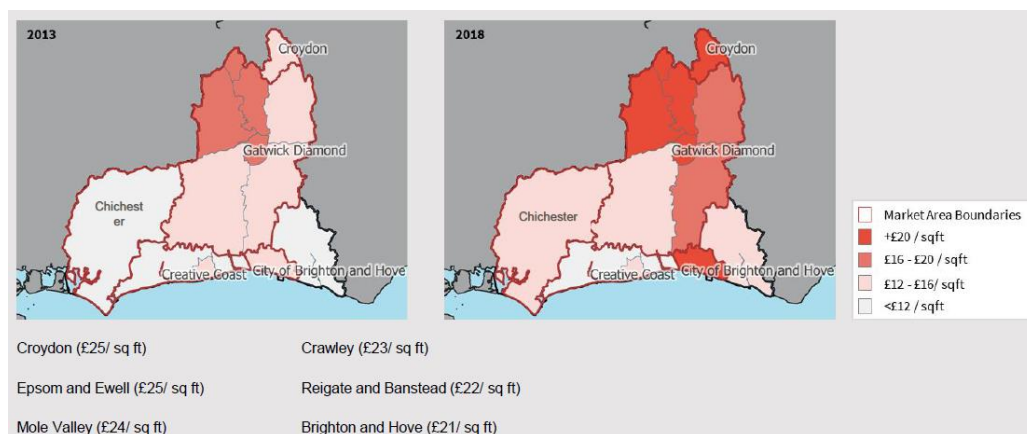 2013
Croydon
Gatwick Diamond
Chichest
er
Creative Coast
City of Brighton and Hove
2018
Croydon
Gatwick Diamond
Chichester
Creative Coast
City of Brighton and Hove
Market Area Boundaries
+£20 / sqft
£16 - £20 / sqft
£12 - £16/ sqft
<£12 / sqft
Croydon (£25/ sq ft)
Crawley (£23/ sq ft)
Epsom and Ewell (£25/ sq ft)
Reigate and Banstead (£22/ sq ft)
Mole Valley (£24/ sq ft)
Brighton and Hove (£21/ sq ft)